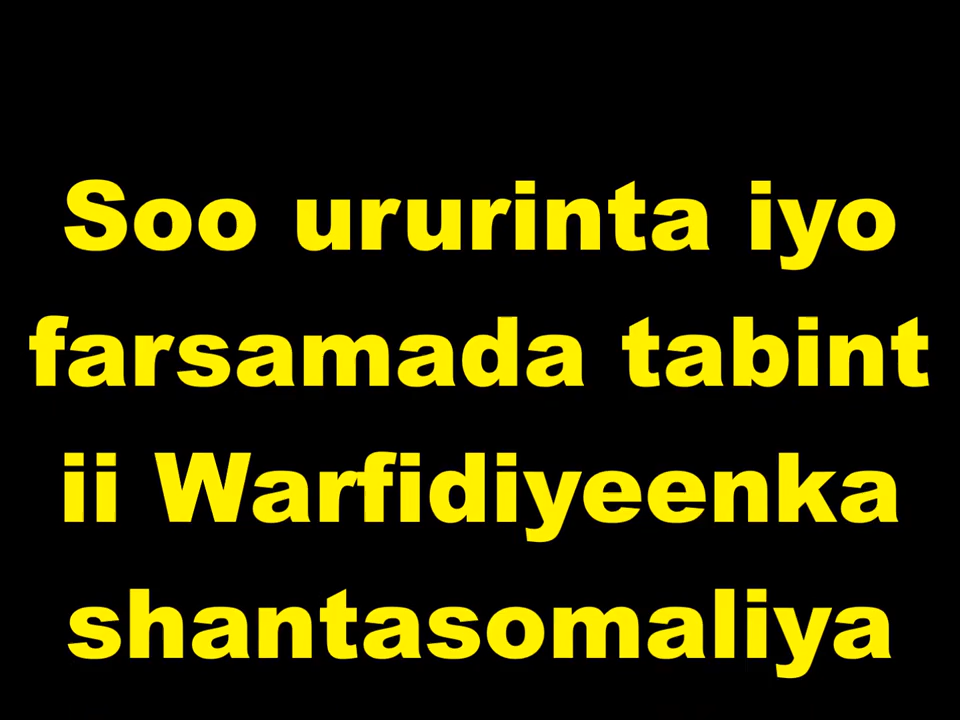 Soo ururinta iyo
farsamada tabint
ii Warfidiyeenka
shantasomaliya